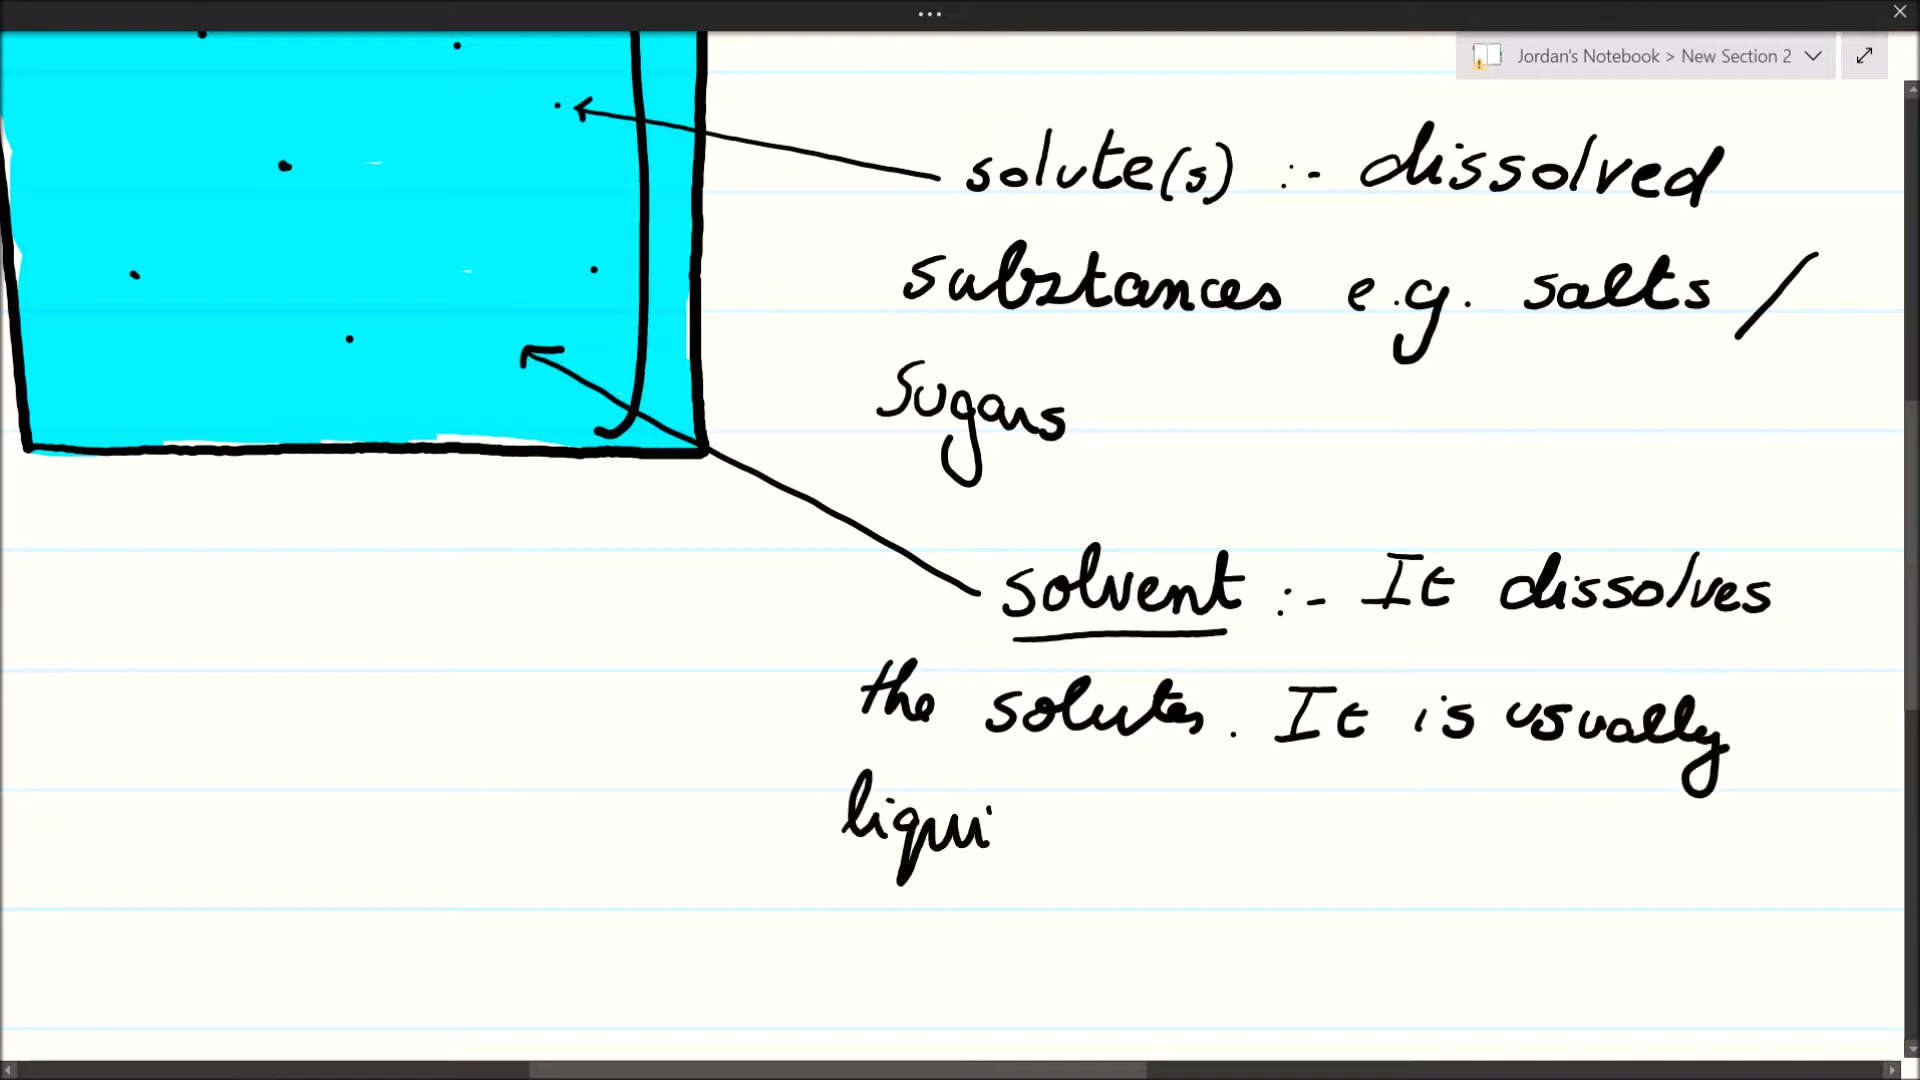 ...
Jordan's Notebook > New Section 2
solute(s) :- dissolved
substances e.g. salts /
sugars
solvent :- It dissolves
the solutes. It is usually
liqui